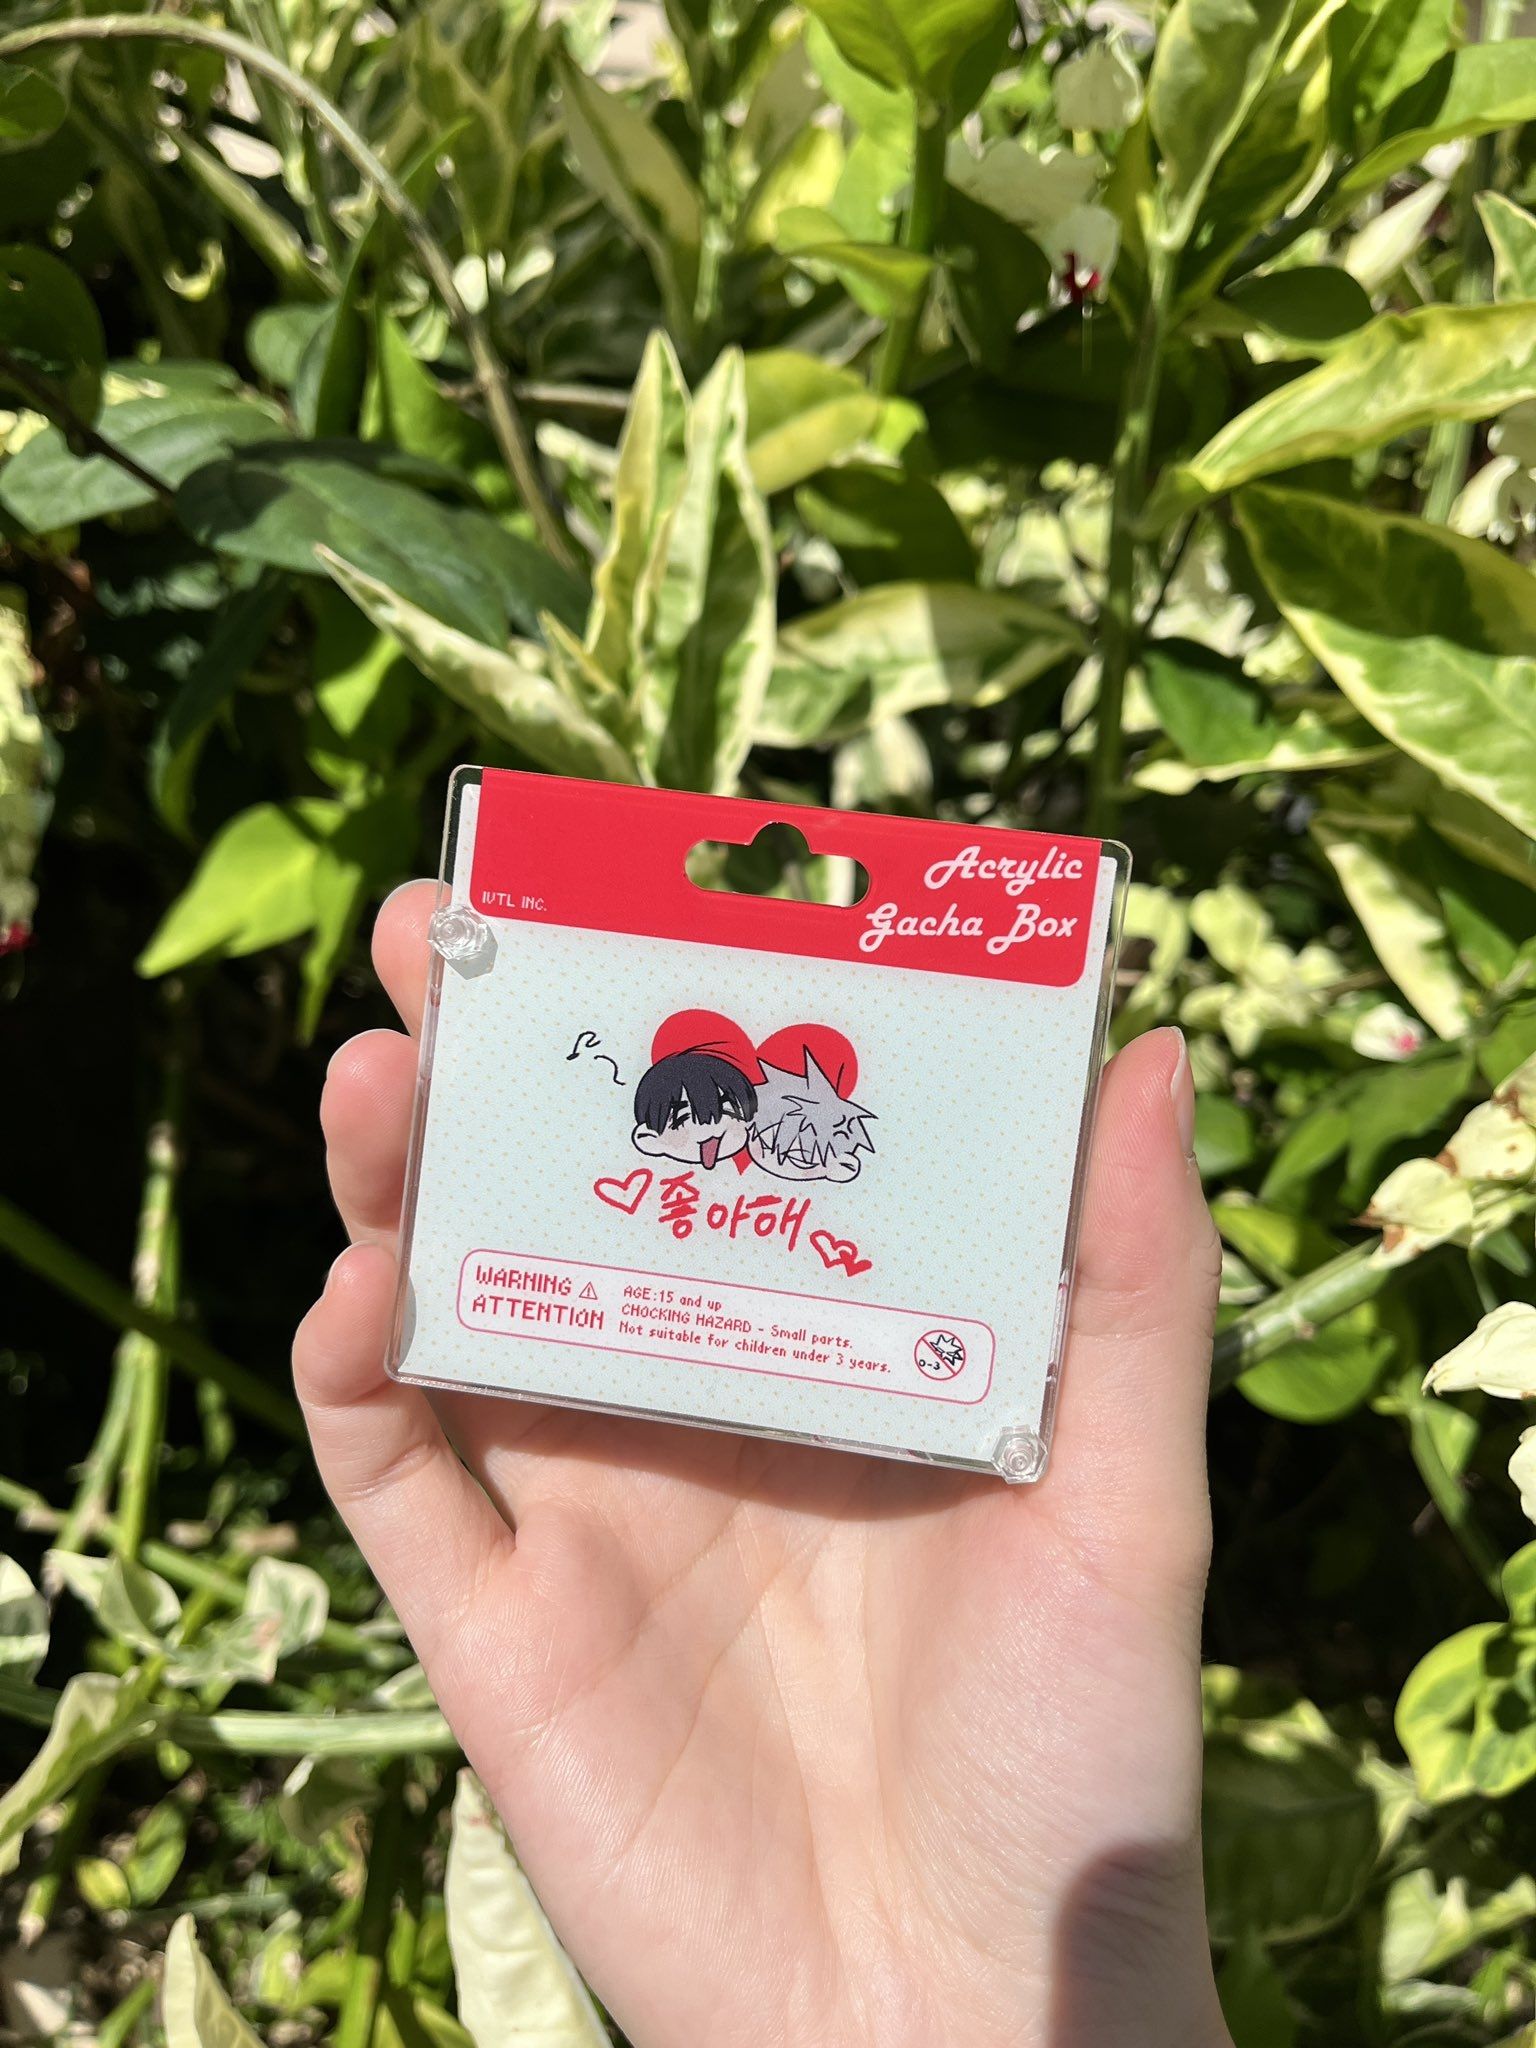 Acrylic
Gacha Box
IVTL INC.
좋아해
WARNING
ATTENTION
AGE:15 and up
CHOCKING HAZARD - Small parts.
Not suitable for children under 3 years.
0-3